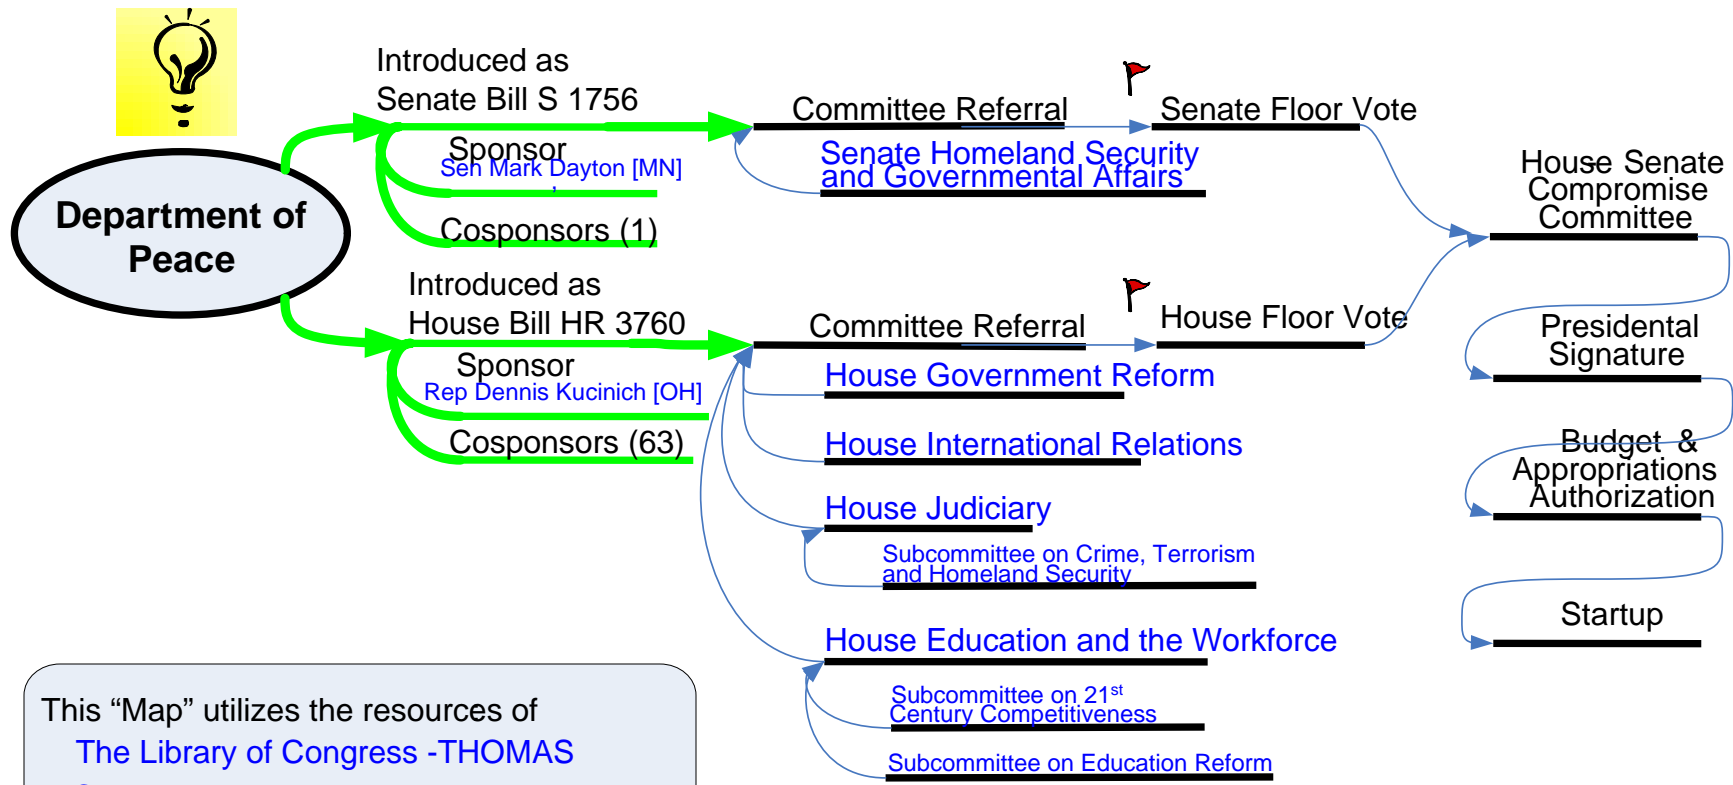 Department of
Peace
Introduced as
Senate Bill S 1756
Sponsor
Sen Mark Dayton [MN]
,
Cosponsors (1)
Committee Referral
Senate Homeland Security
and Governmental Affairs
Senate Floor Vote
Introduced as
House Bill HR 3760
Sponsor
Rep Dennis Kucinich [OH]
Cosponsors (63)
Committee Referral
House Government Reform
House International Relations
House Judiciary
Subcommittee on Crime, Terrorism
and Homeland Security
House Education and the Workforce
Subcommittee on 21st
Century Competitiveness
Subcommittee on Education Reform
House Floor Vote
House Senate
Compromise
Committee
Presidental
Signature
Budget &
Appropriations
Authorization
Startup
This “Map” utilizes the resources of
The Library of Congress -THOMAS